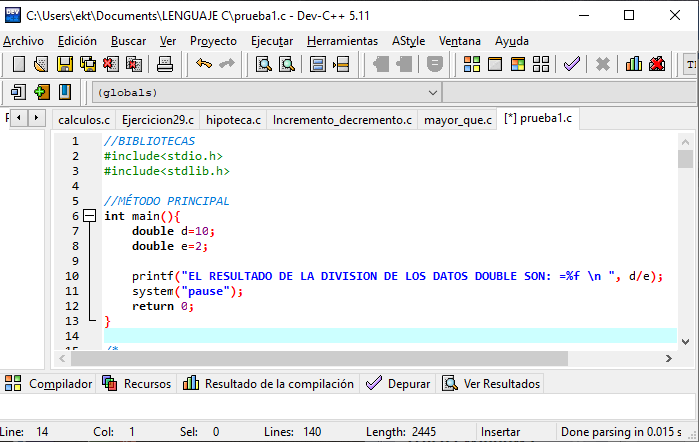 C:\Users\ekt\Documents\LENGUAJE C\prueba1.c - Dev-C++ 5.11
Archivo Edición Buscar Ver Proyecto Ejecutar Herramientas AStyle Ventana Ayuda
(globals)
calculos.c Ejercicion29.c hipoteca.c Incremento_decremento.c mayor_que.c [*] prueba1.c
1 //BIBLIOTECAS
2 #include<stdio.h>
3 #include<stdlib.h>
4
5 //MÉTODO PRINCIPAL
6 int main(){
7 double d=10;
8 double e=2;
9
10 printf("EL RESULTADO DE LA DIVISION DE LOS DATOS DOUBLE SON: =%f \n ", d/e);
11 system("pause");
12 return 0;
13 }
14
15 /*
Compilador Recursos Resultado de la compilación Depurar Ver Resultados
Line: 14 Col: 1 Sel: 0 Lines: 140 Length: 2445 Insertar Done parsing in 0.015 s